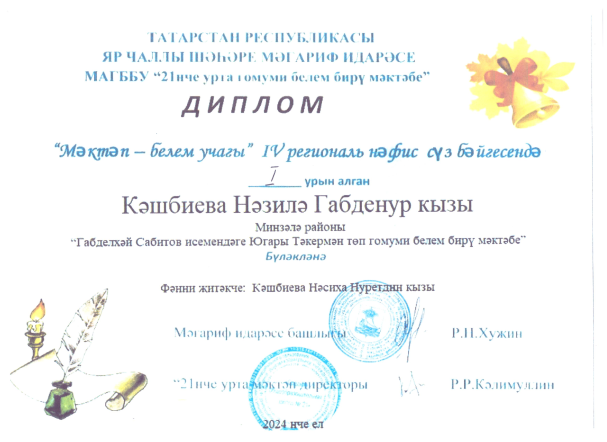 ТАТАРСТАН РЕСПУБЛИКАСЫ
ЯР ЧАЛЛЫ ШӘҺӘРЕ МӘГАРИФ ИДАРӘСЕ
МАГББУ “21нче урта гомуми белем бирү мәктәбе”
ДИПЛОМ
“Мәктәп – белем учагы” IV региональ нәфис сүз бәйгесендә
I урын алган
Кәшбиева Нәзилә Габденур кызы
Минзәлә районы
“Габделхәй Сабитов исемендәге Югары Тәкермән төп гомуми белем бирү мәктәбе”
Бүләкләнә
Фәнни җитәкче: Кәшбиева Нәсиха Нуретдин кызы
Мәгариф идарәсе башлыгы Р.И.Хужин
“21нче урта мәктәп директоры Р.Р.Кәлимуллин
2024 нче ел